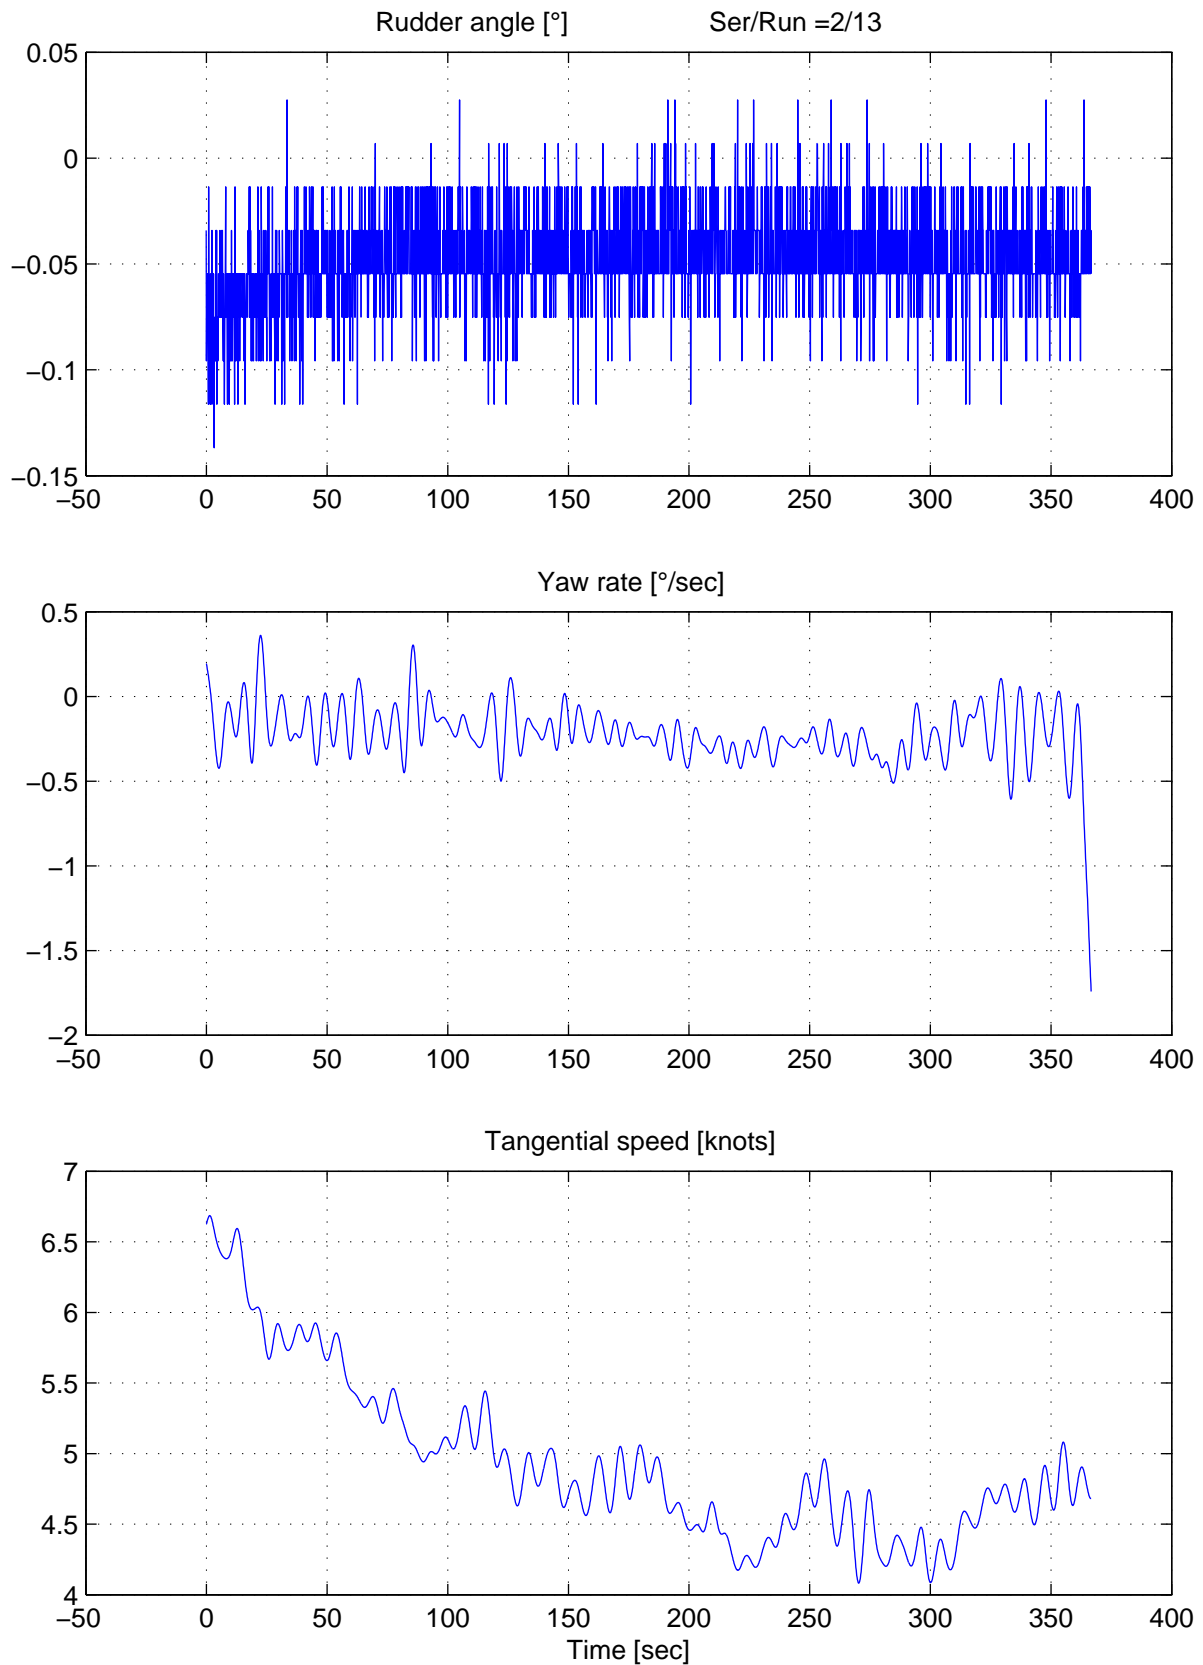 Rudder angle [°] Ser/Run =2/13
0.05
0
−0.05
−0.1
−0.15
−50 0 50 100 150 200 250 300 350 400
Yaw rate [°/sec]
0.5
0
−0.5
−1
−1.5
−2
−50 0 50 100 150 200 250 300 350 400
Tangential speed [knots]
7
6.5
6
5.5
5
4.5
4
−50 0 50 100 150 200 250 300 350 400
Time [sec]